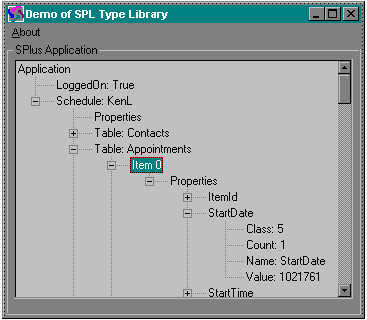 Demo of SPL Type Library
About
SPlus Application
Application
LoggedOn: True
Schedule: KenL
Properties
Table: Contacts
Table: Appointments
Item 0
Properties
ItemId
StartDate
Class: 5
Count: 1
Name: StartDate
Value: 1021761
StartTime